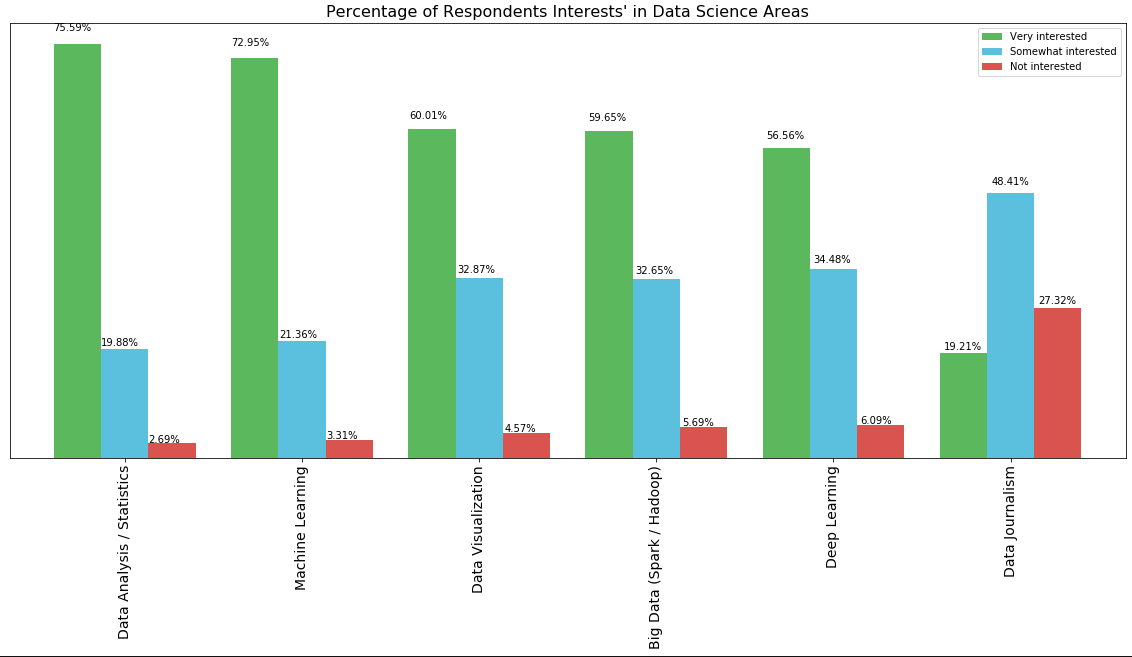 Percentage of Respondents Interests' in Data Science Areas
Very interested
Somewhat interested
Not interested
75.59%
19.88%
2.69%
72.95%
21.36%
3.31%
60.01%
32.87%
4.57%
59.65%
32.65%
5.69%
56.56%
34.48%
6.09%
19.21%
48.41%
27.32%
Data Analysis / Statistics
Machine Learning
Data Visualization
Big Data (Spark / Hadoop)
Deep Learning
Data Journalism